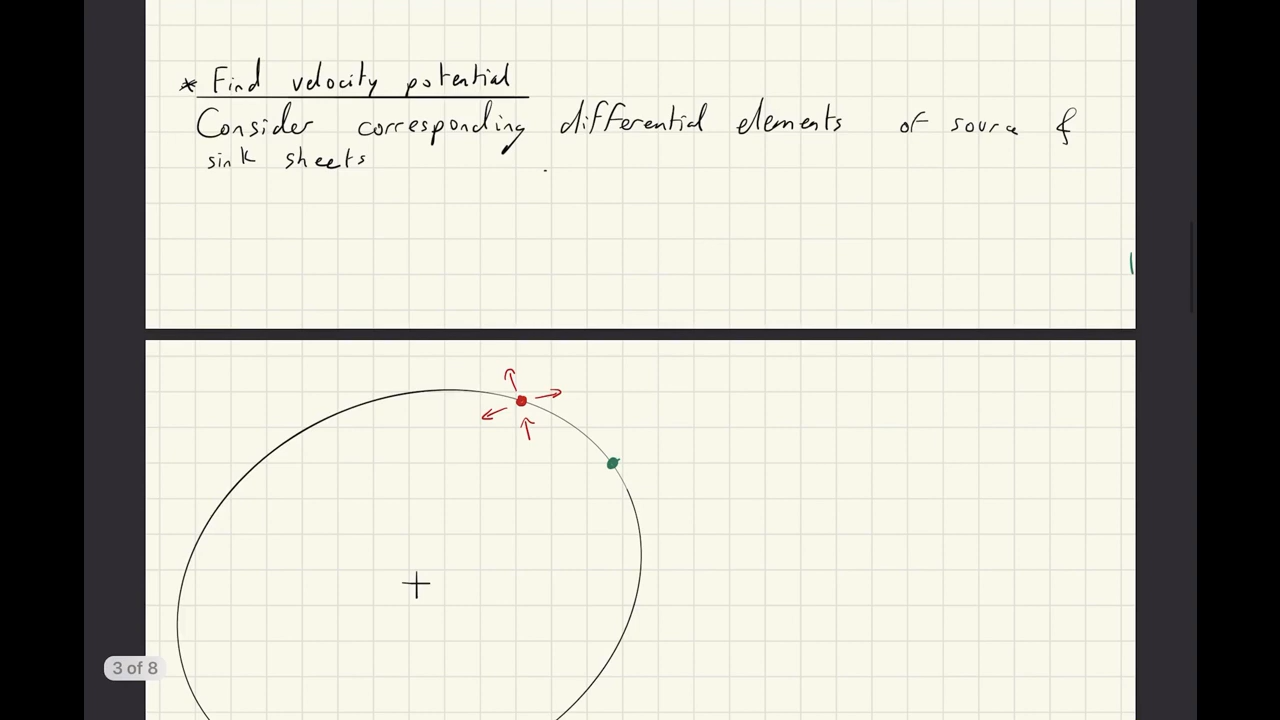 * Find velocity potential
Consider corresponding differential elements of source &
sink sheets
3 of 8